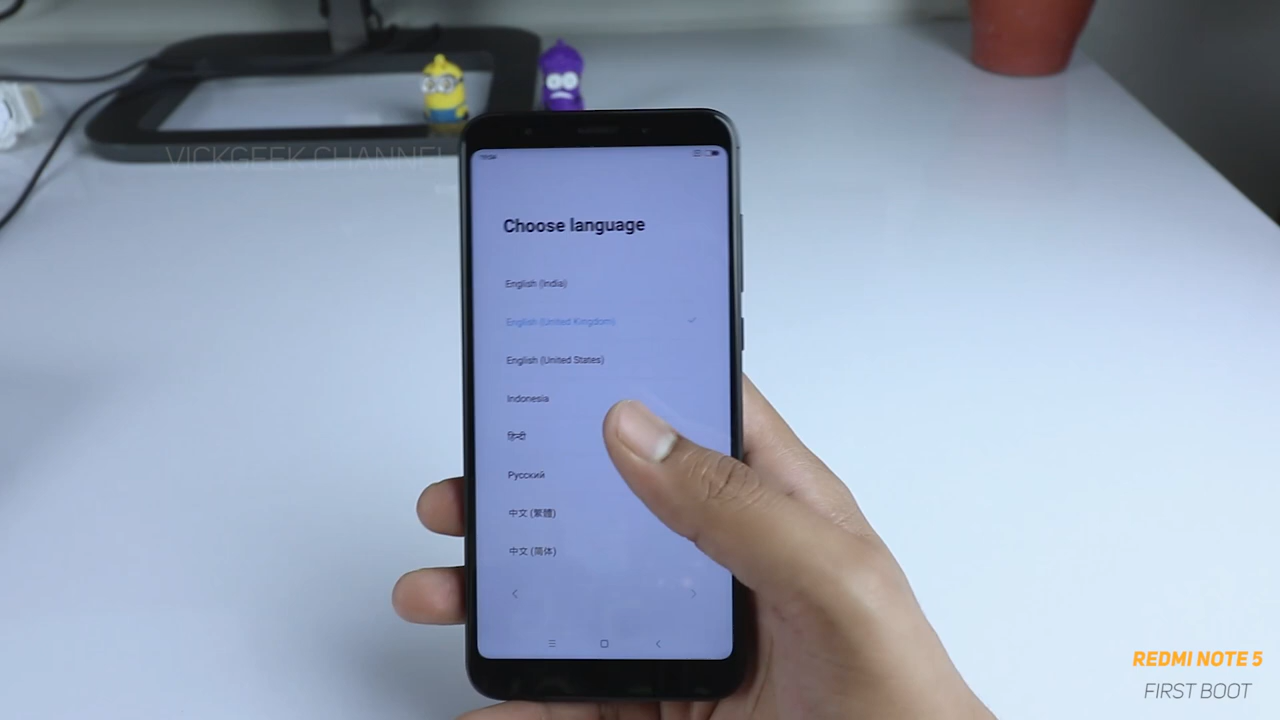 VICKGEEK CHANNEL
Choose language
English (India)
English (United Kingdom)
English (United States)
Indonesia
हिन्दी
Русский
中文 (繁體)
中文 (简体)
REDMI NOTE 5
FIRST BOOT